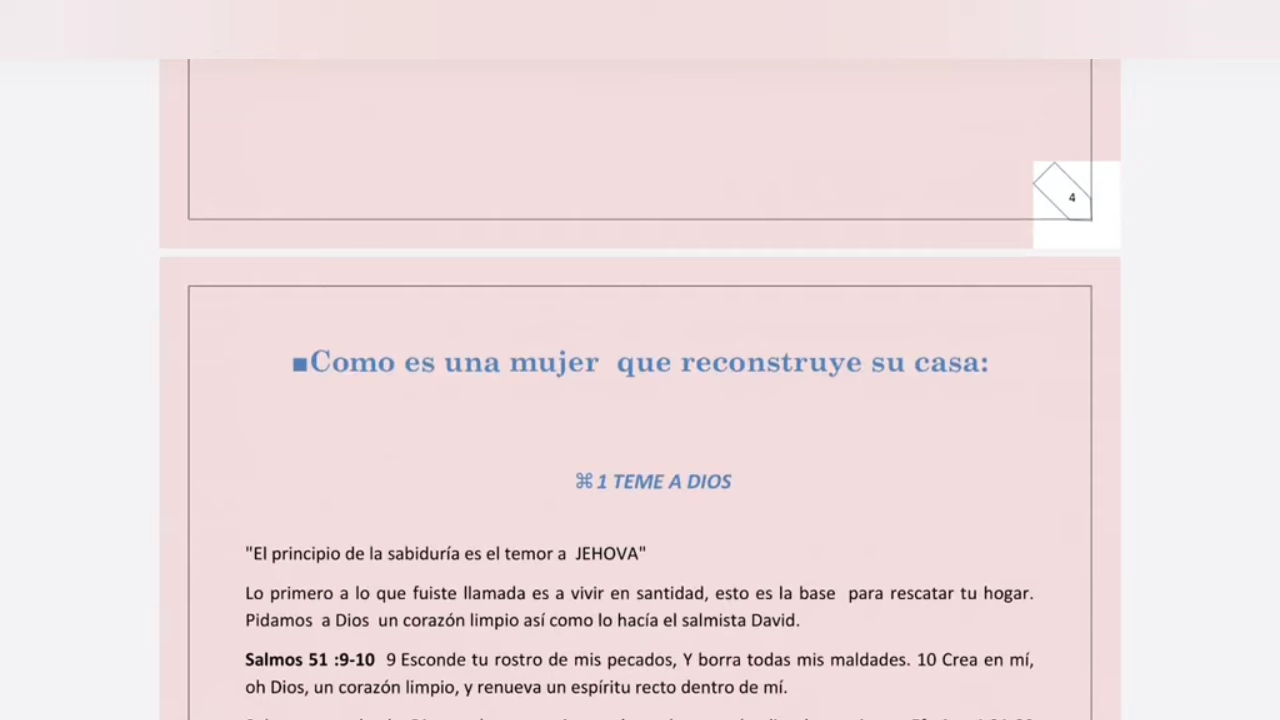 4
■Como es una mujer que reconstruye su casa:
⌘1 TEME A DIOS
"El principio de la sabiduría es el temor a JEHOVA"
Lo primero a lo que fuiste llamada es a vivir en santidad, esto es la base para rescatar tu hogar.
Pidamos a Dios un corazón limpio así como lo hacía el salmista David.
Salmos 51 :9-10 9 Esconde tu rostro de mis pecados, Y borra todas mis maldades. 10 Crea en mí,
oh Dios, un corazón limpio, y renueva un espíritu recto dentro de mí.